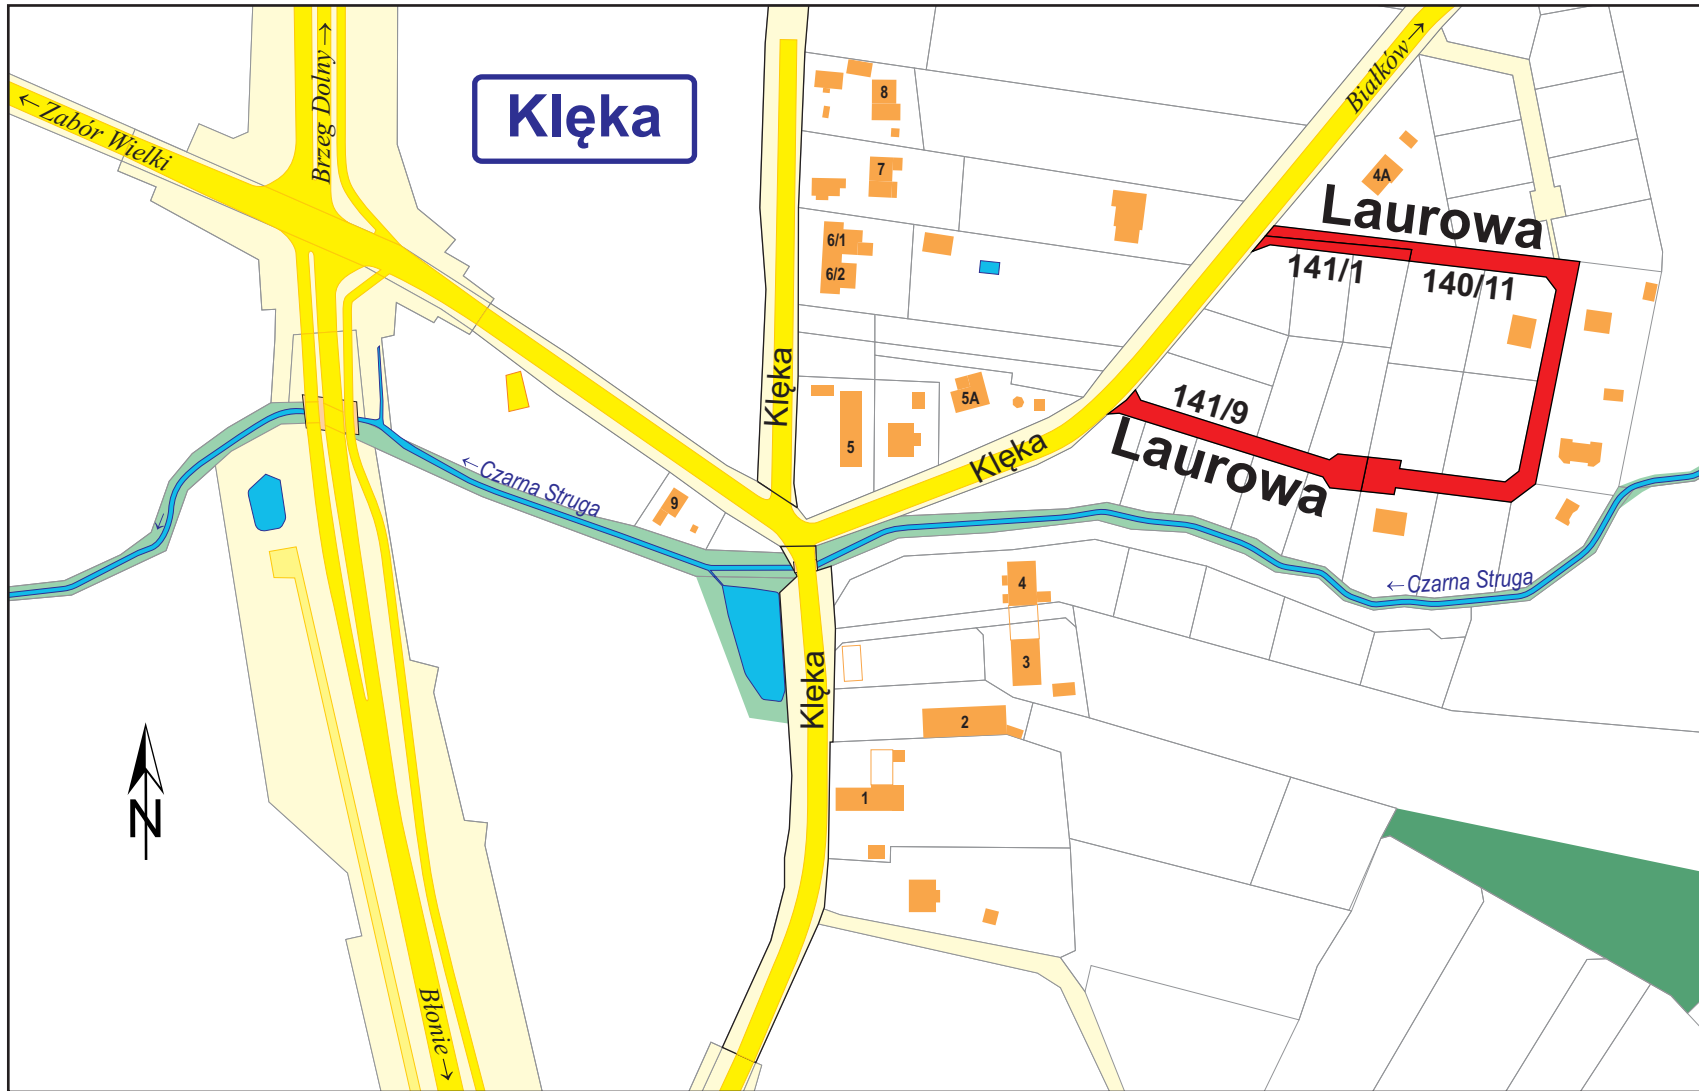 Klęka
← Zabór Wielki
Brzeg Dolny →
Białków →
8
7
6/1
6/2
4A
Laurowa
141/1
140/11
Klęka
5
5A
Klęka
141/9
Laurowa
← Czarna Struga
9
← Czarna Struga
4
3
Klęka
2
1
N
Błonie →